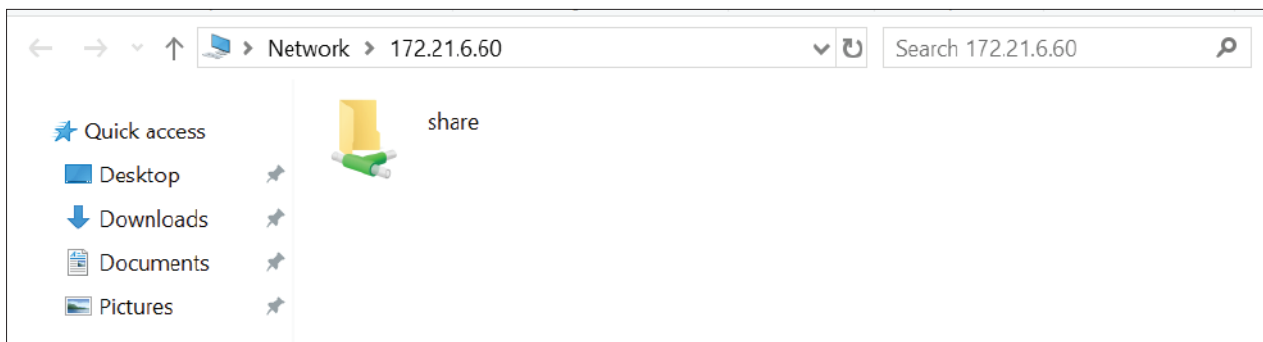 Network > 172.21.6.60
Search 172.21.6.60
Quick access
share
Desktop
Downloads
Documents
Pictures